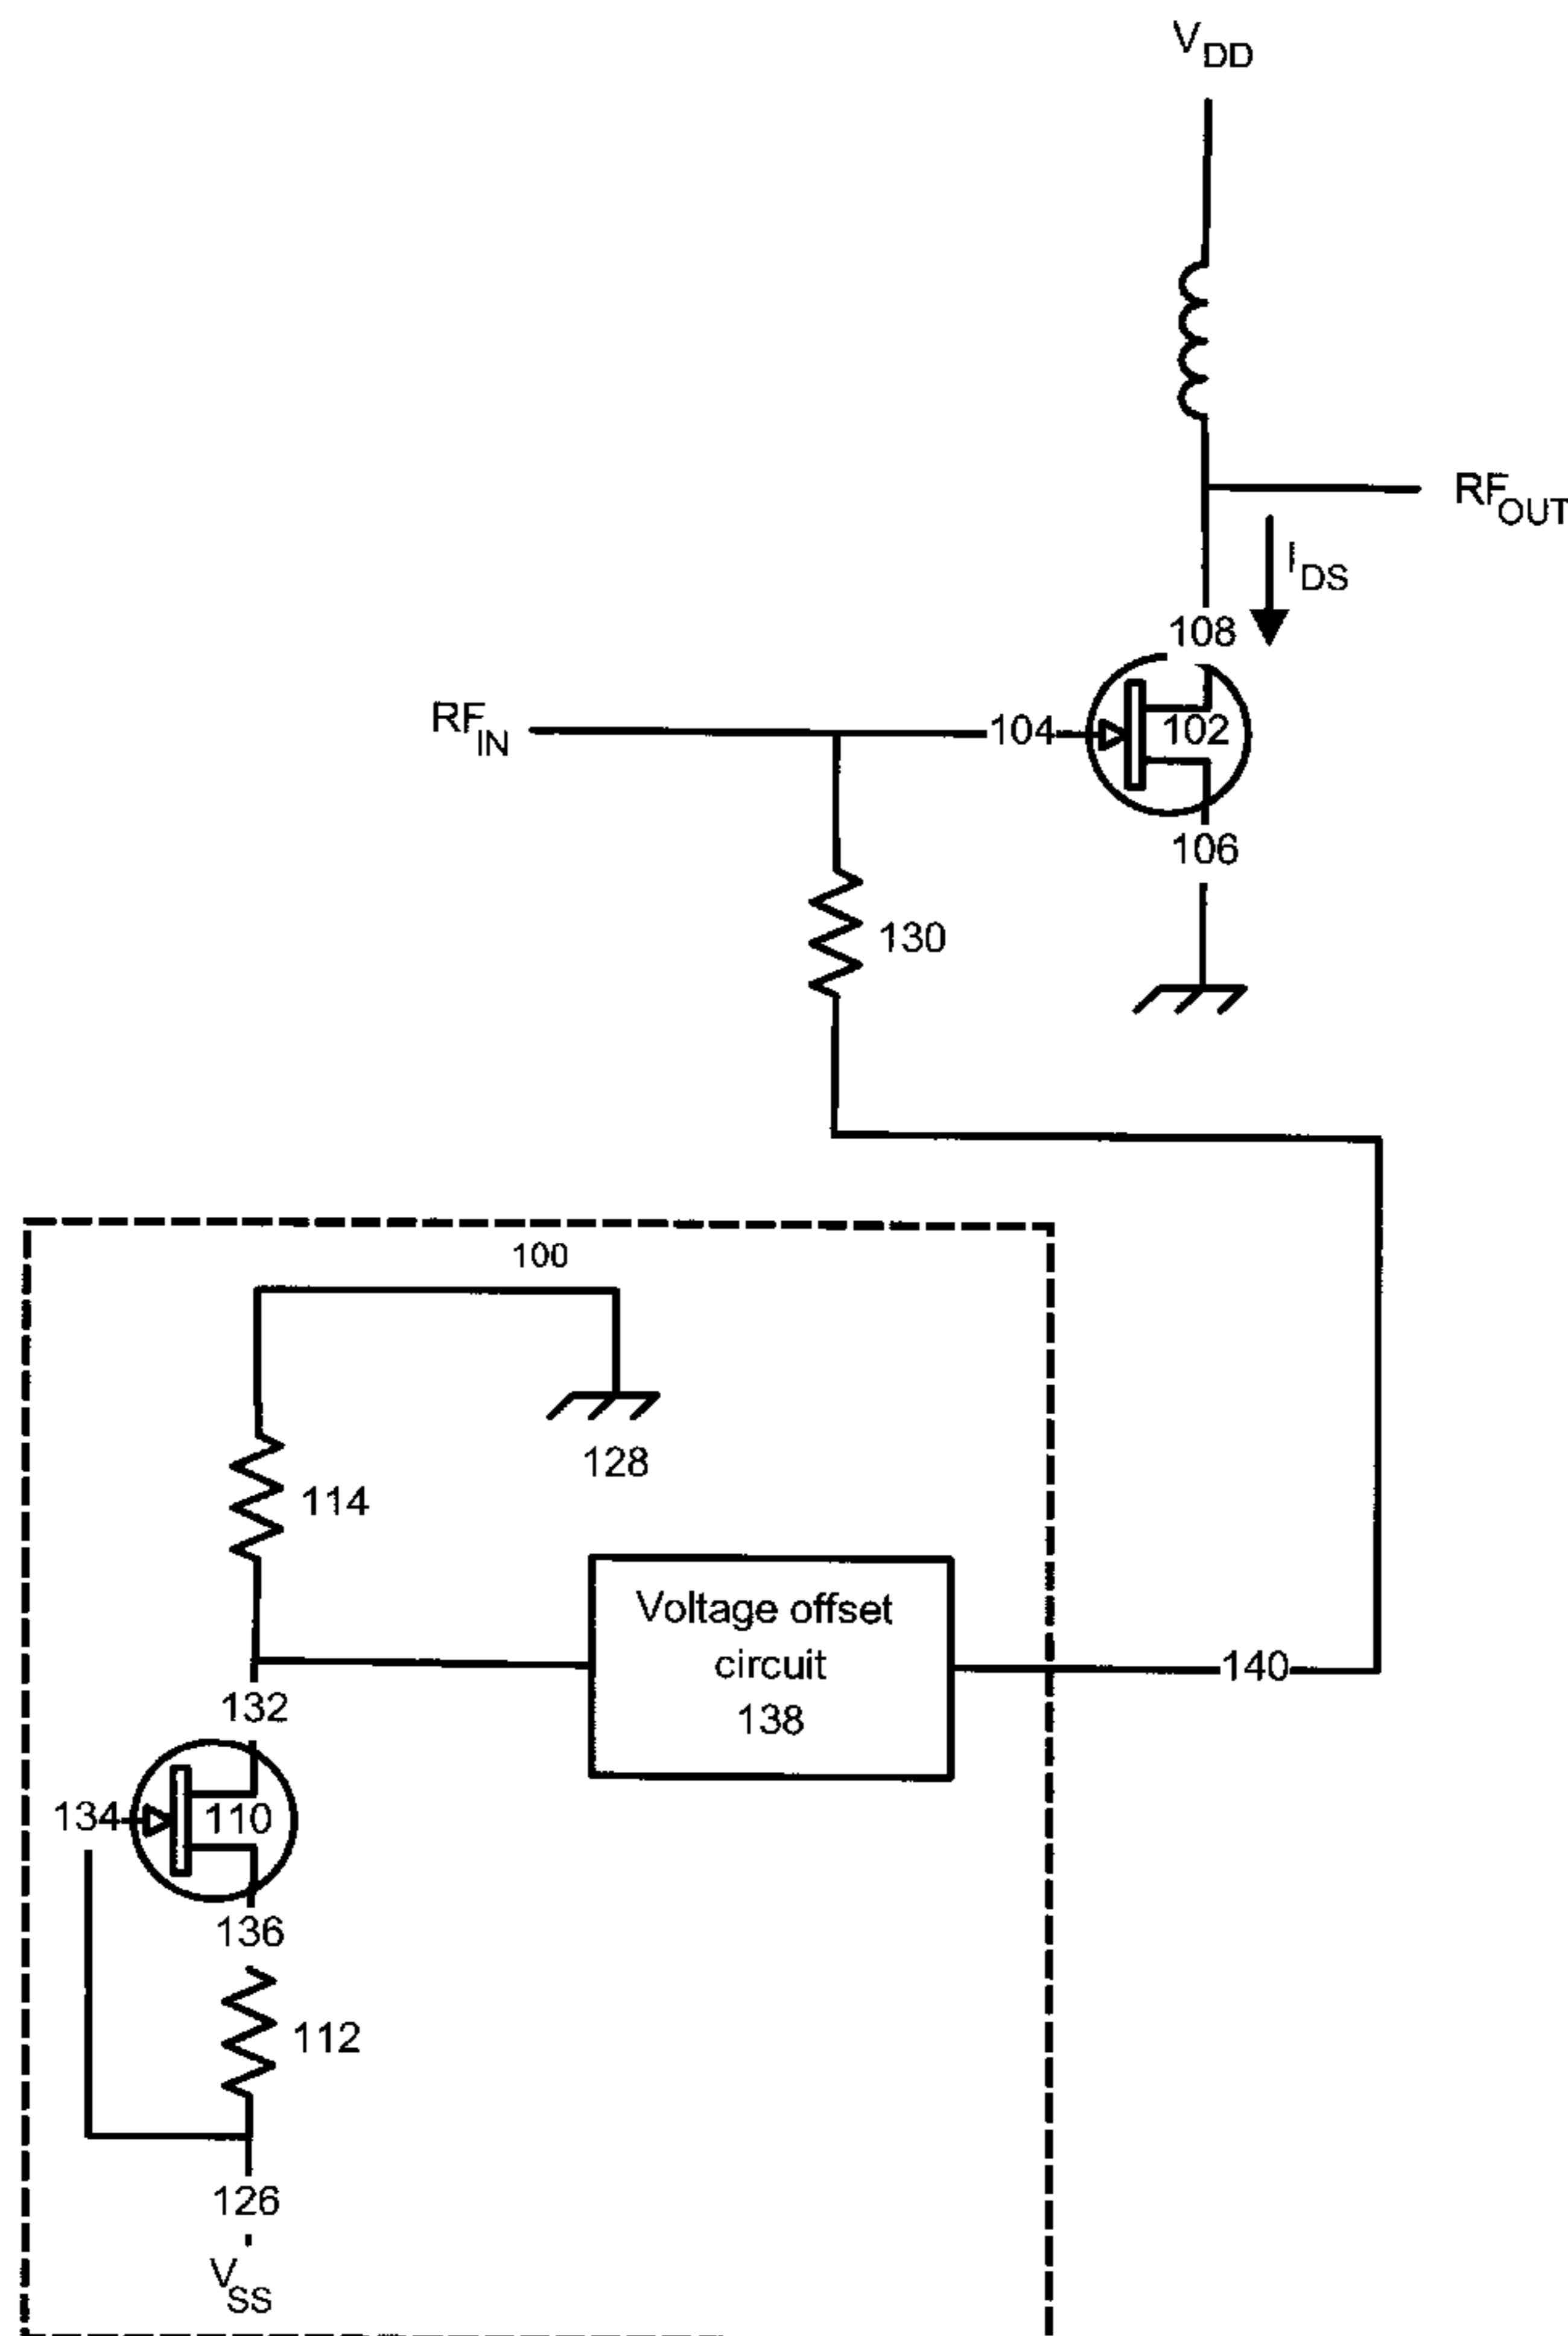 VDD
RFOUT
IDS
108
RFIN
104
102
106
130
100
128
114
Voltage offset
circuit
138
140
132
134
110
136
112
126
VSS